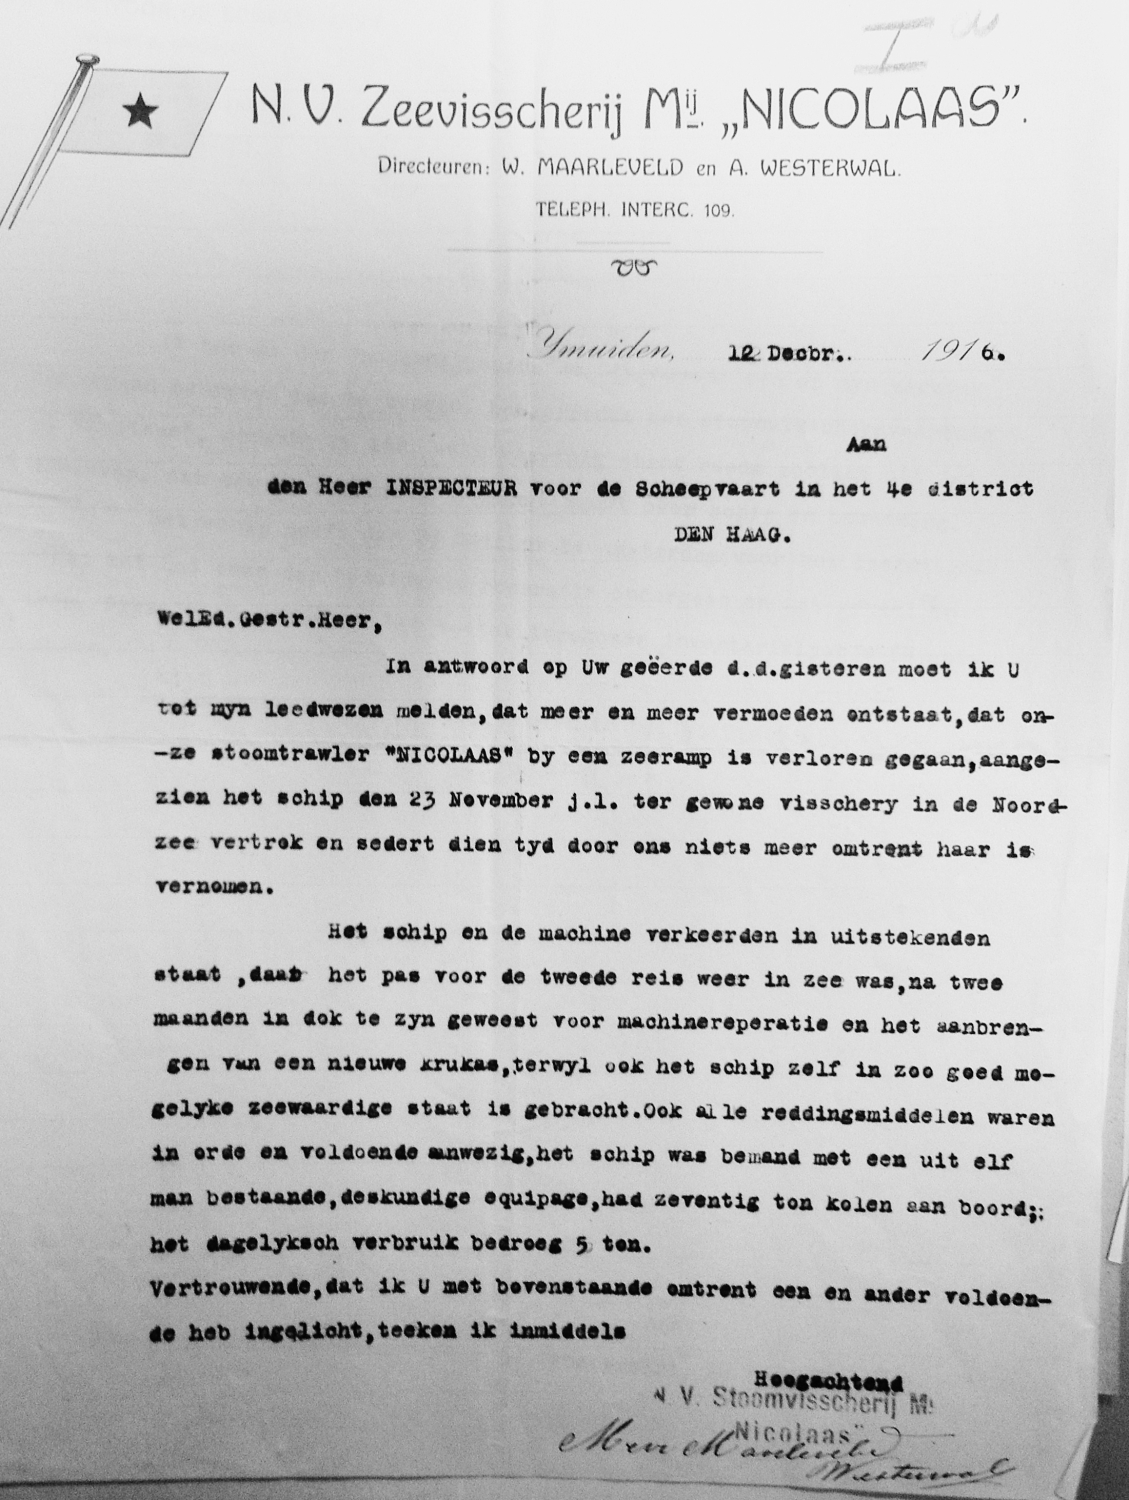 I
N.V. Zeevisscherij Mij. „NICOLAAS”.
Directeuren: W. MAARLEVELD en A. WESTERWAL.
TELEPH. INTERC. 109.
Ymuiden, 12 Decbr.. 1916.
Aan
den Heer INSPECTEUR voor de Scheepvaart in het 4e district
DEN HAAG.
WelEd.Gestr.Heer,
In antwoord op Uw geëerde d.d.gisteren moet ik U
tot myn leedwezen melden,dat meer en meer vermoeden ontstaat,dat on-
-ze stoomtrawler "NICOLAAS" by een zeeramp is verloren gegaan,aange-
zien het schip den 23 November j.l. ter gewone visschery in de Noord-
zee vertrok en sedert dien tyd door ons niets meer omtrent haar is
vernomen.
Het schip en de machine verkeerden in uitstekenden
staat ,daar het pas voor de tweede reis weer in zee was,na twee
maanden in dok te zyn geweest voor machinereperatie en het aanbren-
gen van een nieuwe krukas,terwyl ook het schip zelf in zoo goed mo-
gelyke zeewaardige staat is gebracht.Ook alle reddingsmiddelen waren
in orde en voldoende aanwezig,het schip was bemand met een uit elf
man bestaande,deskundige equipage,had zeventig ton kolen aan boord;:
het dagelyksch verbruik bedroeg 5 ton.
Vertrouwende,dat ik U met bovenstaande omtrent een en ander voldoen-
de heb ingelicht,teeken ik inmiddels
Hoogachtend
N. V. Stoomvisscherij Mij
„Nicolaas”
Maarleveld
Westerwal